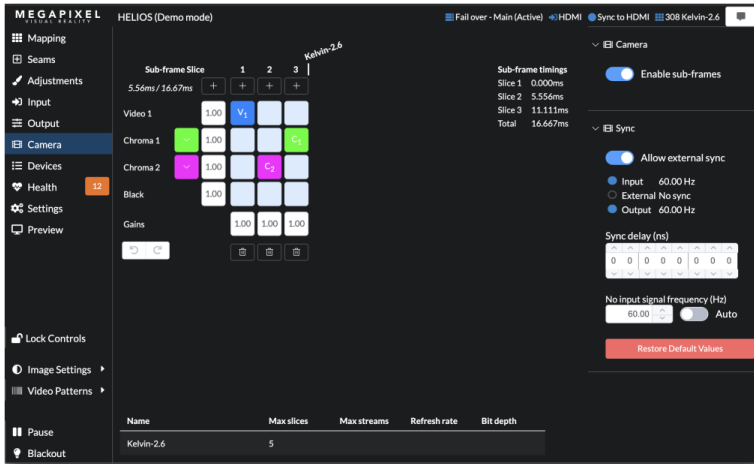 MEGAPIXEL
VISUAL REALITY
HELIOS (Demo mode)
Fail over - Main (Active) HDMI Sync to HDMI 308 Kelvin-2.6
Mapping
Seams
Adjustments
Input
Output
Camera
Devices
Health 12
Settings
Preview
Lock Controls
Image Settings
Video Patterns
Pause
Blackout
Kelvin-2.6
Sub-frame Slice 1 2 3
5.56ms / 16.67ms + + + +
Video 1 1.00 V1
Chroma 1 1.00 C1
Chroma 2 1.00 C2
Black 1.00
Gains 1.00 1.00 1.00
Sub-frame timings
Slice 1 0.000ms
Slice 2 5.556ms
Slice 3 11.111ms
Total 16.667ms
Name Max slices Max streams Refresh rate Bit depth
Kelvin-2.6 5
Camera
Enable sub-frames
Sync
Allow external sync
Input 60.00 Hz
External No sync
Output 60.00 Hz
Sync delay (ns)
0 0 0 0 0 0 0 0
No input signal frequency (Hz)
60.00 Auto
Restore Default Values